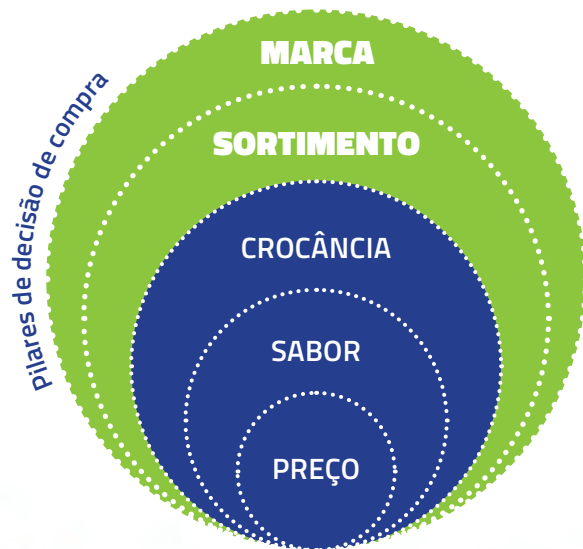 MARCA
Pilares de decisão de compra
SORTIMENTO
CROCÂNCIA
SABOR
PREÇO